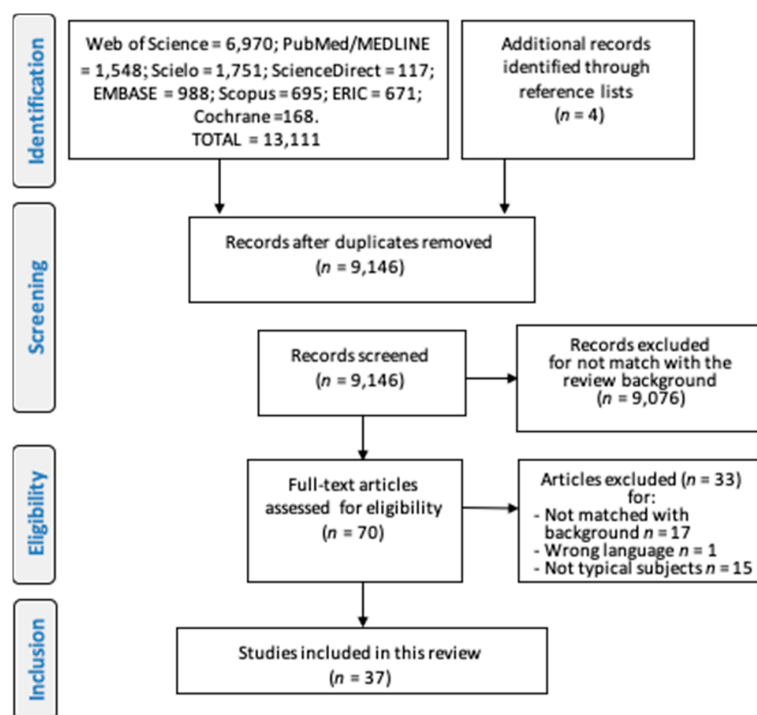 Identification
Web of Science = 6,970; PubMed/MEDLINE
= 1,548; Scielo = 1,751; ScienceDirect = 117;
EMBASE = 988; Scopus = 695; ERIC = 671;
Cochrane =168.
TOTAL = 13,111
Additional records
identified through
reference lists
(n = 4)
Screening
Records after duplicates removed
(n = 9,146)
Records screened
(n = 9,146)
Records excluded
for not match with the
review background
(n = 9,076)
Eligibility
Full-text articles
assessed for eligibility
(n = 70)
Articles excluded (n = 33)
for:
- Not matched with
background n = 17
- Wrong language n = 1
- Not typical subjects n = 15
Inclusion
Studies included in this review
(n = 37)